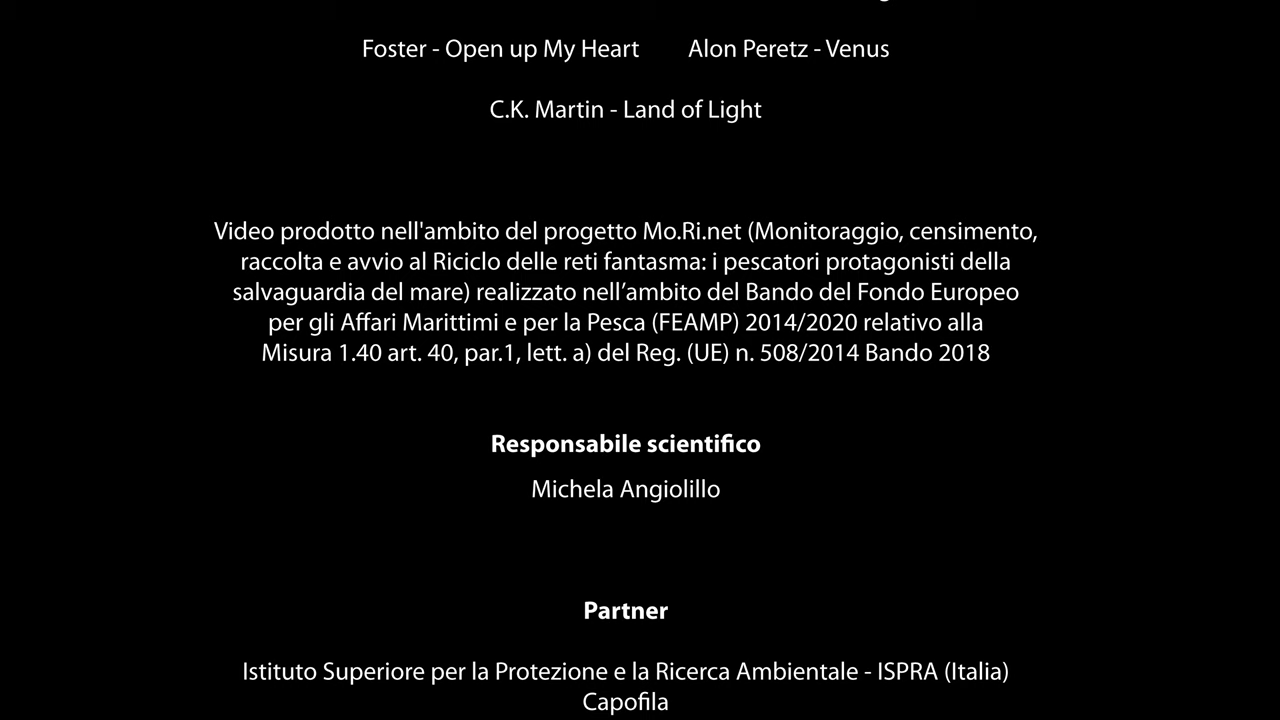 Foster - Open up My Heart Alon Peretz - Venus
C.K. Martin - Land of Light
Video prodotto nell'ambito del progetto Mo.Ri.net (Monitoraggio, censimento,
raccolta e avvio al Riciclo delle reti fantasma: i pescatori protagonisti della
salvaguardia del mare) realizzato nell’ambito del Bando del Fondo Europeo
per gli Affari Marittimi e per la Pesca (FEAMP) 2014/2020 relativo alla
Misura 1.40 art. 40, par.1, lett. a) del Reg. (UE) n. 508/2014 Bando 2018
Responsabile scientifico
Michela Angiolillo
Partner
Istituto Superiore per la Protezione e la Ricerca Ambientale - ISPRA (Italia)
Capofila